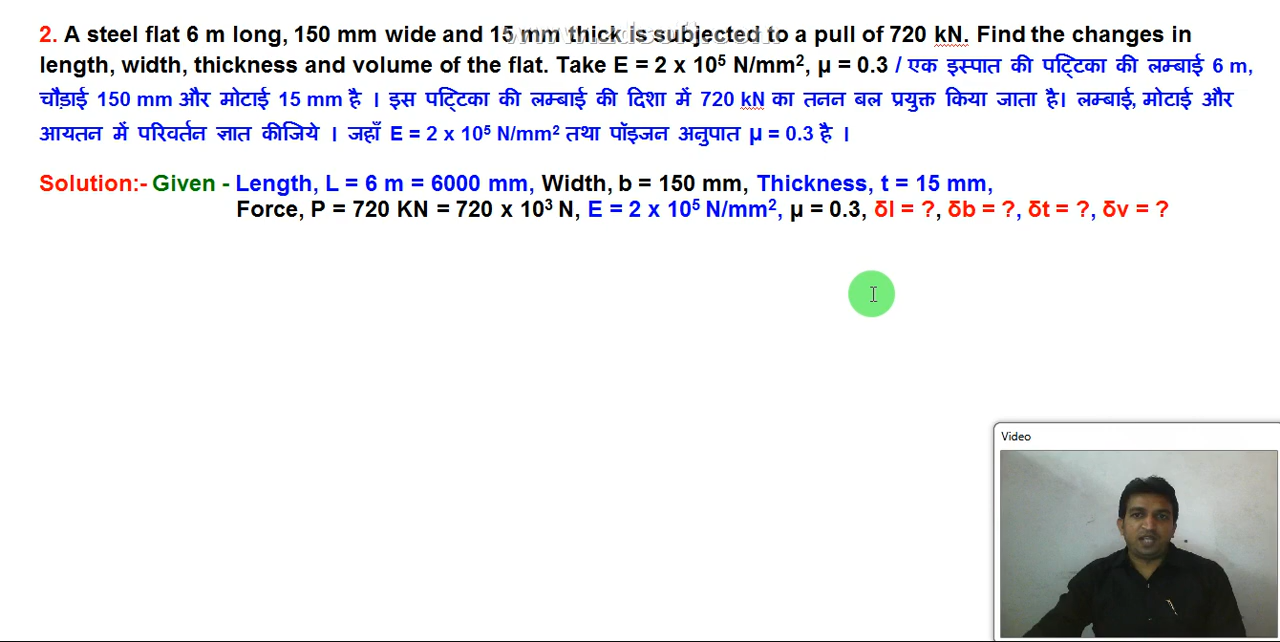 2. A steel flat 6 m long, 150 mm wide and 15 mm thick is subjected to a pull of 720 kN. Find the changes in
length, width, thickness and volume of the flat. Take E = 2 x 10⁵ N/mm², μ = 0.3 / एक इस्पात की पट्टिका की लम्बाई 6 m,
चौड़ाई 150 mm और मोटाई 15 mm है । इस पट्टिका की लम्बाई की दिशा में 720 kN का तनन बल प्रयुक्त किया जाता है। लम्बाई, मोटाई और
आयतन में परिवर्तन ज्ञात कीजिये । जहाँ E = 2 x 10⁵ N/mm² तथा पॉइजन अनुपात μ = 0.3 है ।
Solution:- Given - Length, L = 6 m = 6000 mm, Width, b = 150 mm, Thickness, t = 15 mm,
Force, P = 720 KN = 720 x 10³ N, E = 2 x 10⁵ N/mm², μ = 0.3, δl = ?, δb = ?, δt = ?, δv = ?
Video